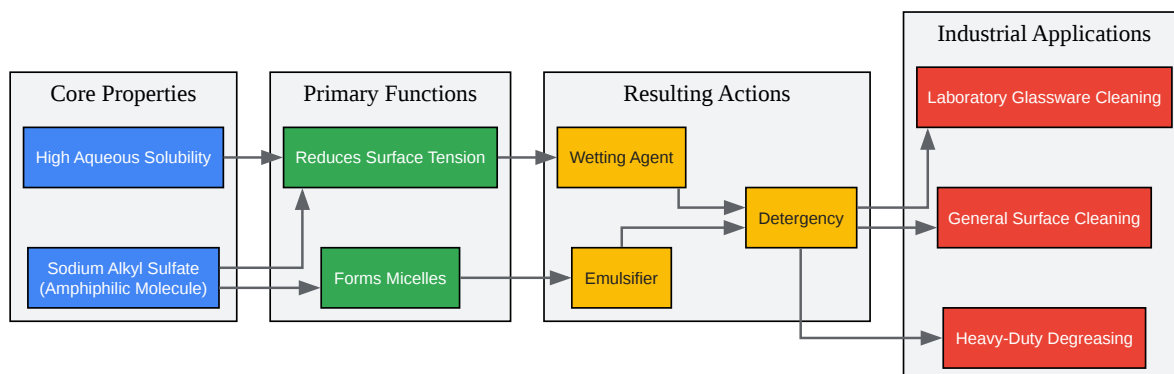 Core Properties
High Aqueous Solubility
Sodium Alkyl Sulfate
(Amphiphilic Molecule)
Primary Functions
Reduces Surface Tension
Forms Micelles
Resulting Actions
Wetting Agent
Detergency
Emulsifier
Industrial Applications
Laboratory Glassware Cleaning
General Surface Cleaning
Heavy-Duty Degreasing